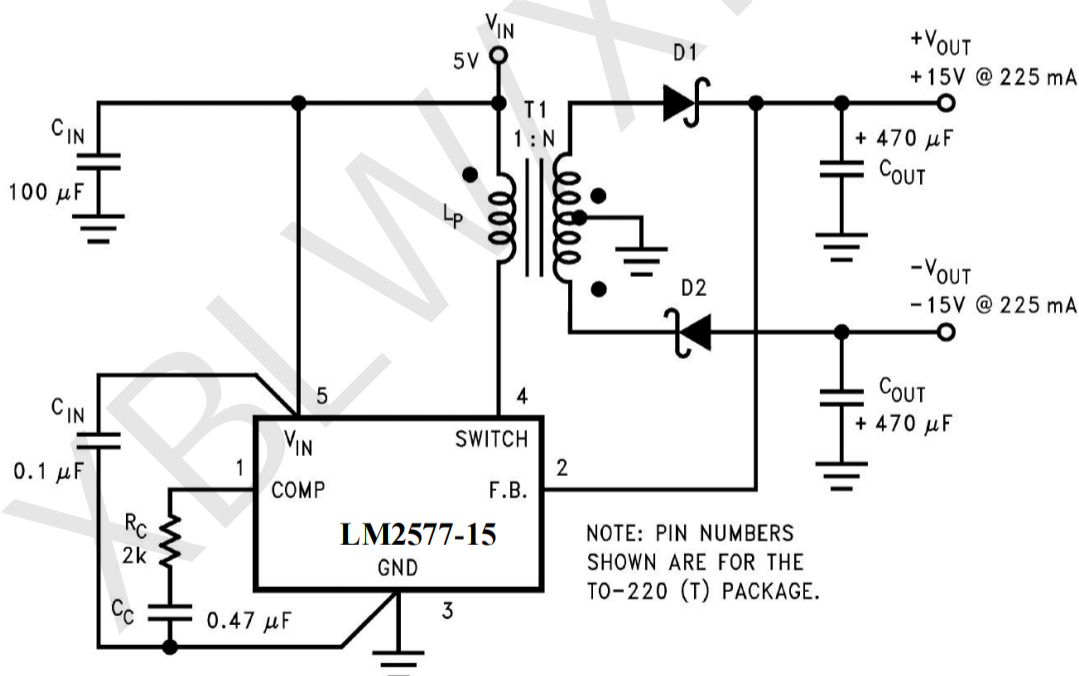 V_IN
5V
D1
+V_OUT
+15V @ 225 mA
C_IN
100 μF
T1
1 : N
L_P
+ 470 μF
C_OUT
-V_OUT
-15V @ 225 mA
D2
C_OUT
+ 470 μF
C_IN
0.1 μF
5
4
V_IN
SWITCH
1
2
COMP
F.B.
LM2577-15
GND
3
R_C
2k
C_C
0.47 μF
NOTE: PIN NUMBERS
SHOWN ARE FOR THE
TO-220 (T) PACKAGE.